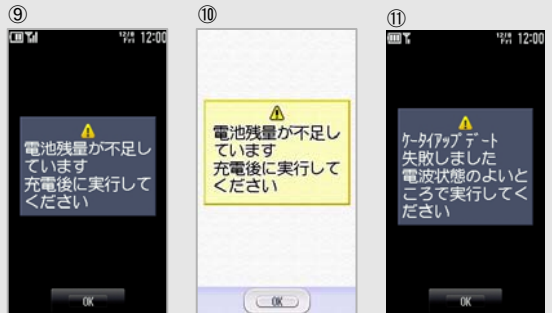 ⑨
12/8
Fri 12:00
⚠
電池残量が不足し
ています
充電後に実行して
ください
OK
⑩
⚠
電池残量が不足し
ています
充電後に実行して
ください
OK
⑪
12/8
Fri 12:00
⚠
ｹｰﾀｲｱｯﾌﾟﾃﾞｰﾄ
失敗しました
電波状態のよいと
ころで実行してく
ださい
OK